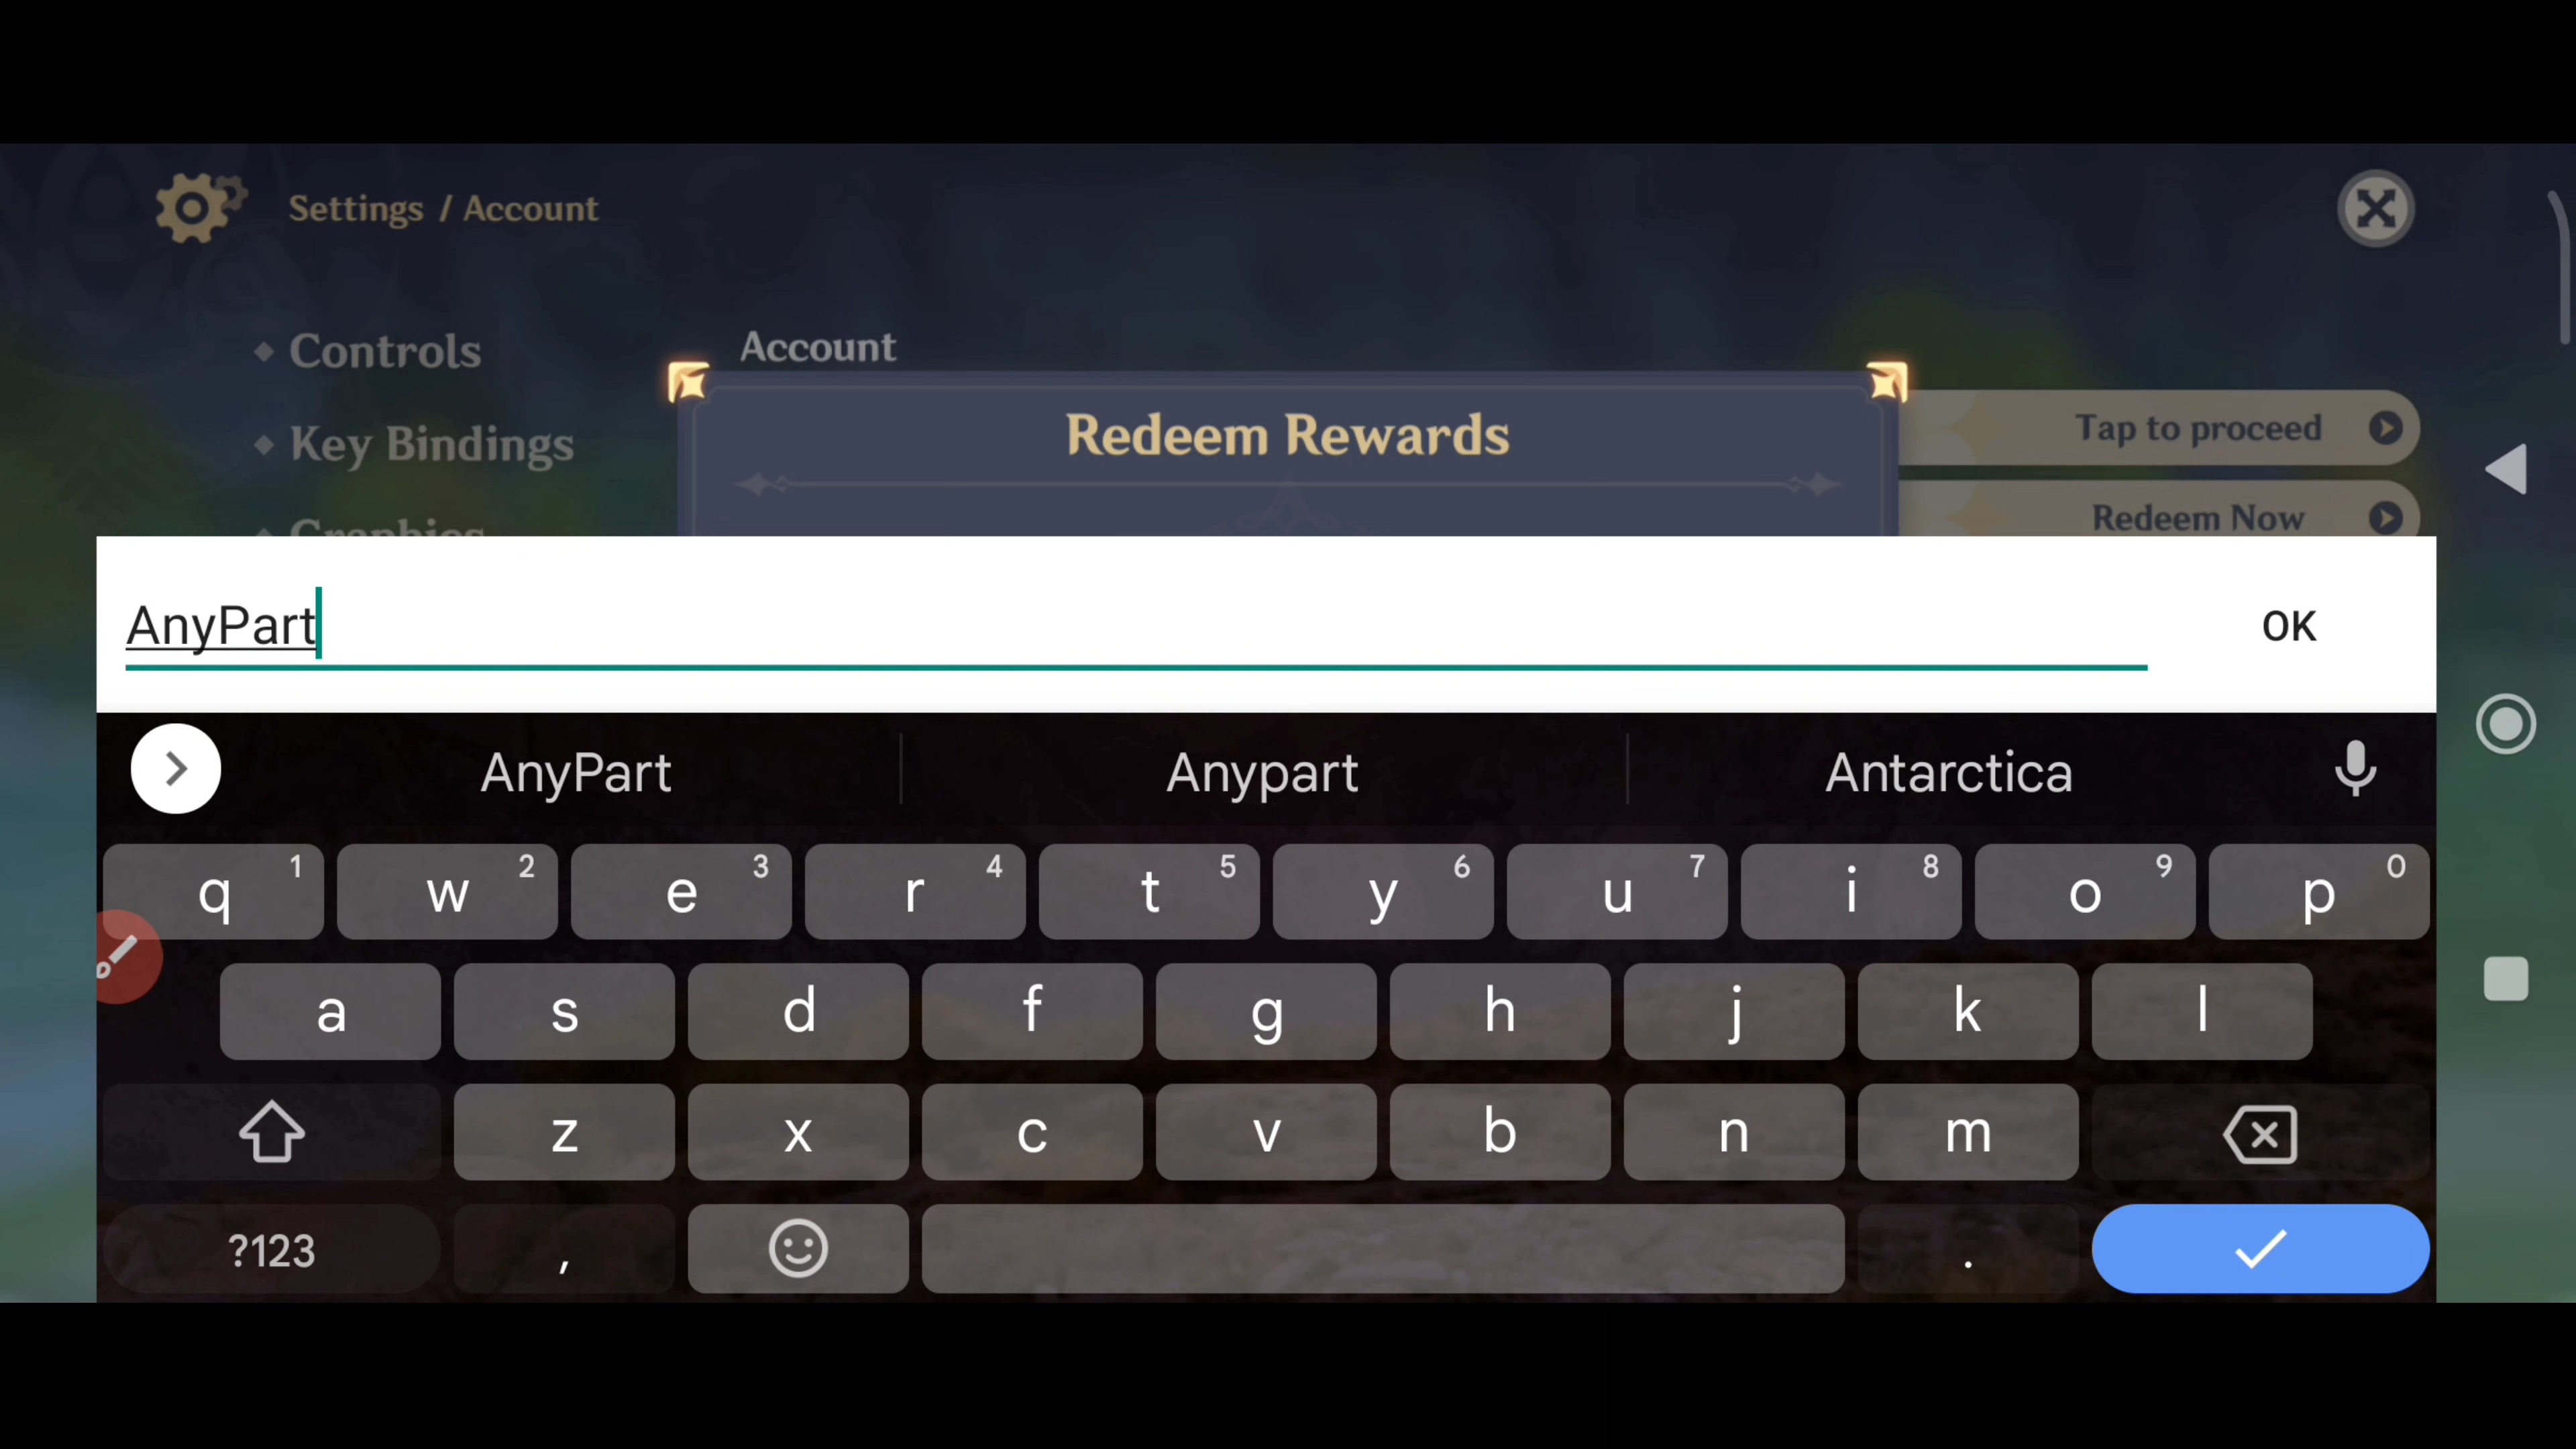 Settings / Account
Controls
Account
Key Bindings
Redeem Rewards
Tap to proceed
Graphics
Redeem Now
AnyPart
OK
AnyPart
Anypart
Antarctica
q 1 w 2 e 3 r 4 t 5 y 6 u 7 i 8 o 9 p 0
a s d f g h j k l
z x c v b n m
?123 , .